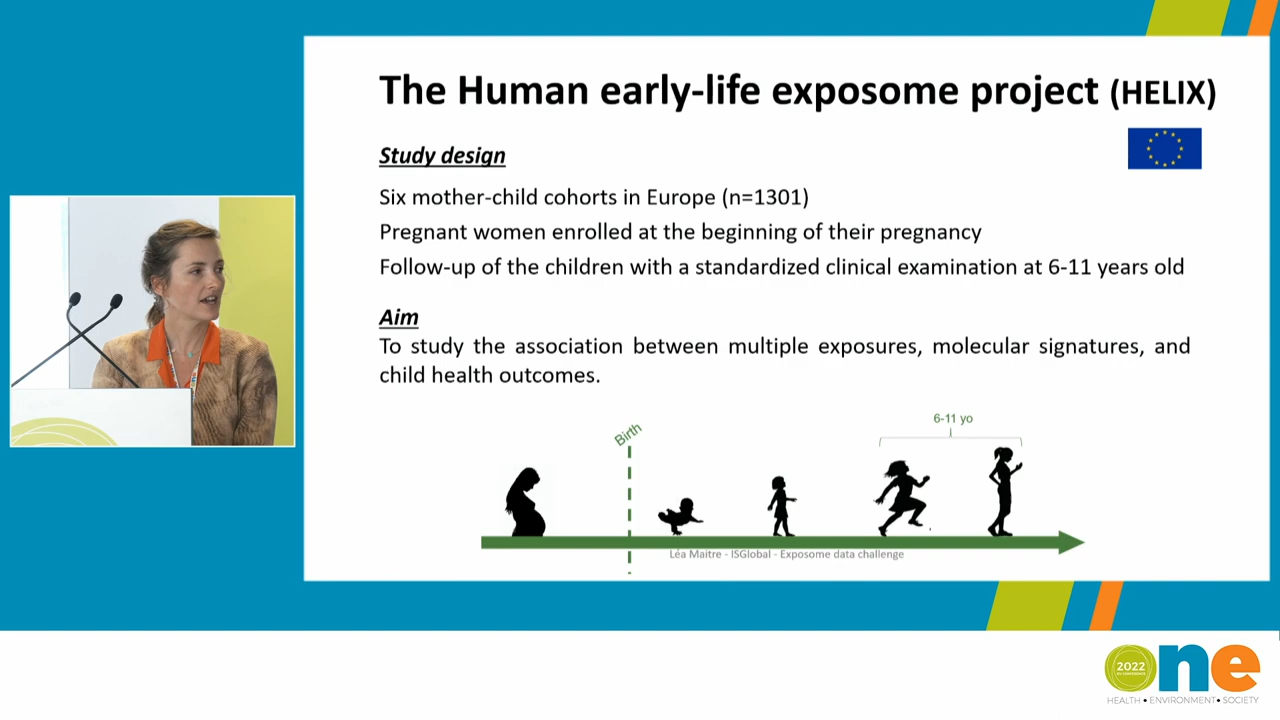 The Human early-life exposome project (HELIX)
Study design
Six mother-child cohorts in Europe (n=1301)
Pregnant women enrolled at the beginning of their pregnancy
Follow-up of the children with a standardized clinical examination at 6-11 years old
Aim
To study the association between multiple exposures, molecular signatures, and
child health outcomes.
6-11 yo
Birth
Léa Maitre - ISGlobal - Exposome data challenge
2022
EU CONFERENCE
one
HEALTH • ENVIRONMENT • SOCIETY